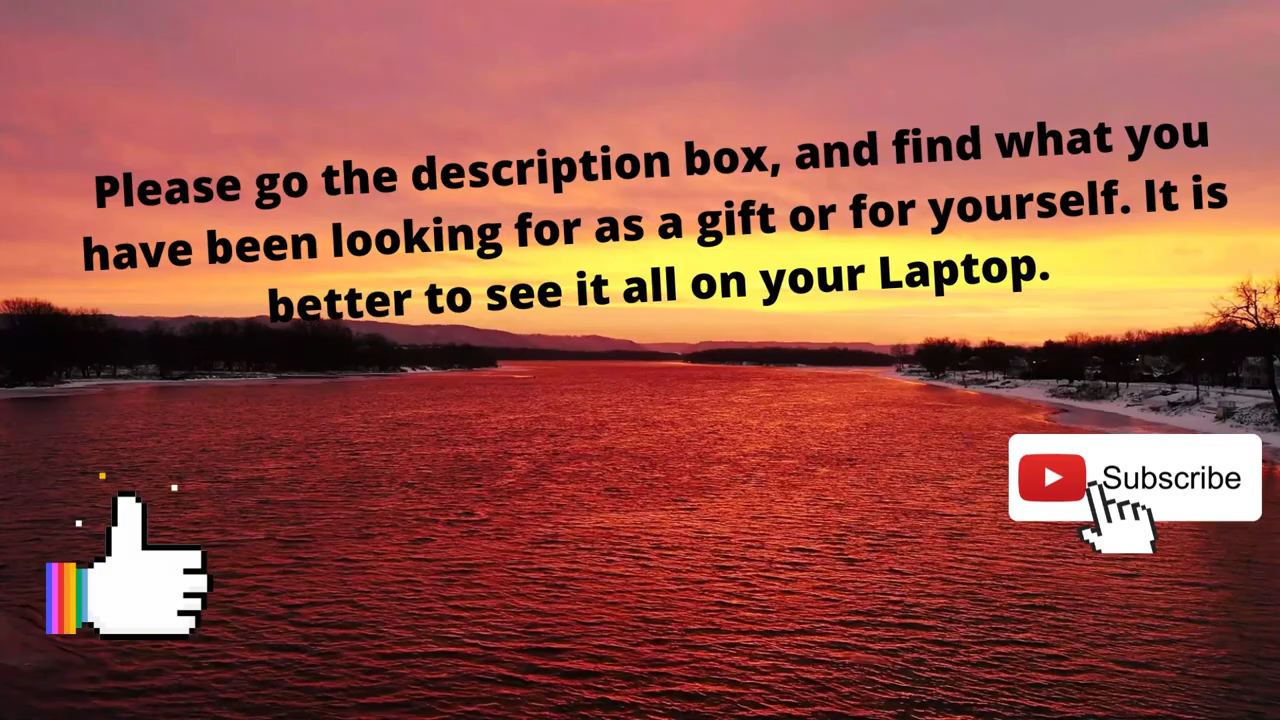 Please go the description box, and find what you
have been looking for as a gift or for yourself. It is
better to see it all on your Laptop.
Subscribe